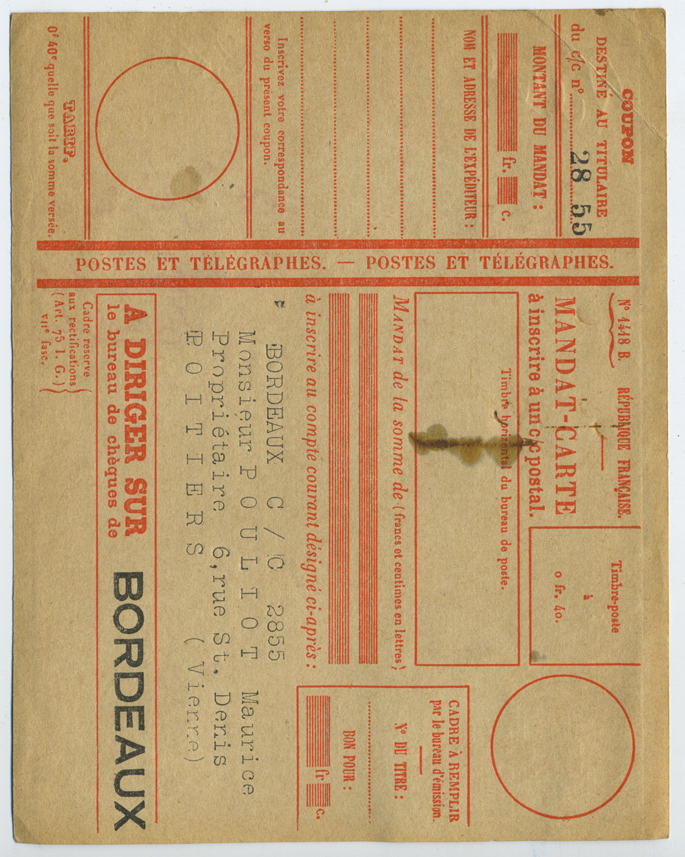 COUPON
DESTINÉ AU TITULAIRE
du c/c nº 28 55
MONTANT DU MANDAT :
fr. c.
NOM ET ADRESSE DE L'EXPÉDITEUR :
Inscrivez votre correspondance au
verso du présent coupon.
TARIF.
0ᶠ 40ᶜ quelle que soit la somme versée.
POSTES ET TÉLÉGRAPHES. — POSTES ET TÉLÉGRAPHES.
Nº 1418 B. RÉPUBLIQUE FRANÇAISE.
MANDAT-CARTE
à inscrire à un c/c postal.
Timbre-poste
à
0 fr. 40.
Timbre horizontal du bureau de poste.
MANDAT de la somme de (francs et centimes en lettres)
à inscrire au compte courant désigné ci-après :
CADRE À REMPLIR
par le bureau d'émission.
Nº DU TITRE :
BON POUR :
fr c.
BORDEAUX C/C 2855
Monsieur POULIOT Maurice
Propriétaire 6,rue St. Denis
POITIERS (Vienne)
A DIRIGER SUR
le bureau de chèques de
BORDEAUX
Cadre réservé
aux rectifications
(Art. 75 I. G.)
VIIᵉ fasc.